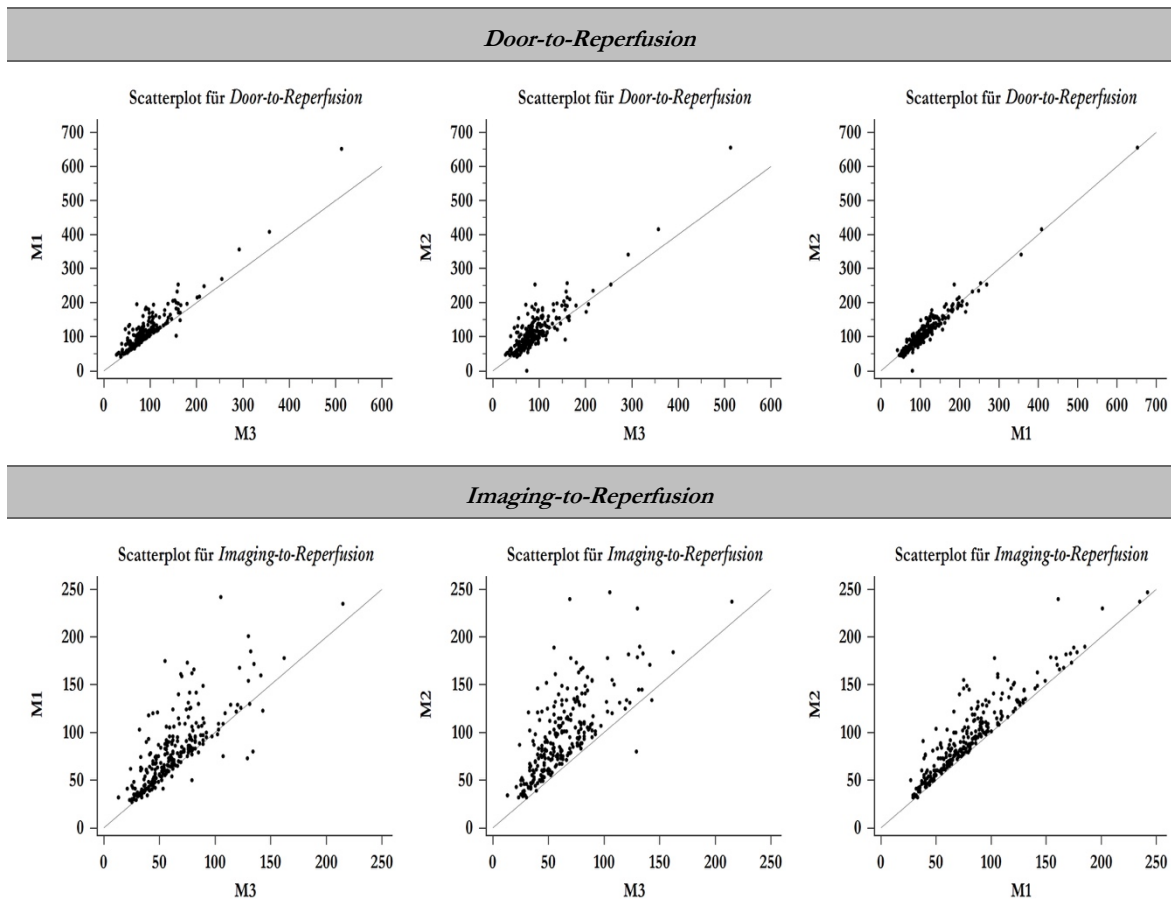 Door-to-Reperfusion
Scatterplot für Door-to-Reperfusion
700
600
500
400
300
200
100
0
M1
0 100 200 300 400 500 600
M3
Scatterplot für Door-to-Reperfusion
700
600
500
400
300
200
100
0
M2
0 100 200 300 400 500 600
M3
Scatterplot für Door-to-Reperfusion
700
600
500
400
300
200
100
0
M2
0 100 200 300 400 500 600 700
M1
Imaging-to-Reperfusion
Scatterplot für Imaging-to-Reperfusion
250
200
150
100
50
0
M1
0 50 100 150 200 250
M3
Scatterplot für Imaging-to-Reperfusion
250
200
150
100
50
0
M2
0 50 100 150 200 250
M3
Scatterplot für Imaging-to-Reperfusion
250
200
150
100
50
0
M2
0 50 100 150 200 250
M1